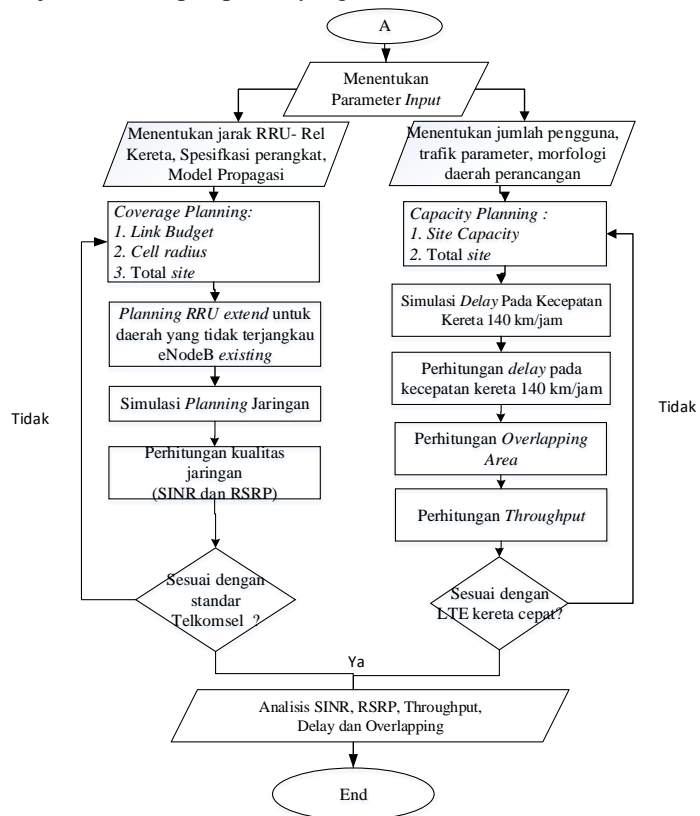 A
Menentukan
Parameter Input
Menentukan jarak RRU- Rel
Kereta, Spesifkasi perangkat,
Model Propagasi
Menentukan jumlah pengguna,
trafik parameter, morfologi
daerah perancangan
Coverage Planning:
1. Link Budget
2. Cell radius
3. Total site
Capacity Planning :
1. Site Capacity
2. Total site
Planning RRU extend untuk
daerah yang tidak terjangkau
eNodeB existing
Simulasi Delay Pada Kecepatan
Kereta 140 km/jam
Simulasi Planning Jaringan
Perhitungan delay pada
kecepatan kereta 140 km/jam
Tidak
Tidak
Perhitungan kualitas
jaringan
(SINR dan RSRP)
Perhitungan Overlapping
Area
Perhitungan Throughput
Sesuai dengan
standar
Telkomsel ?
Sesuai dengan
LTE kereta cepat?
Ya
Analisis SINR, RSRP, Throughput,
Delay dan Overlapping
End